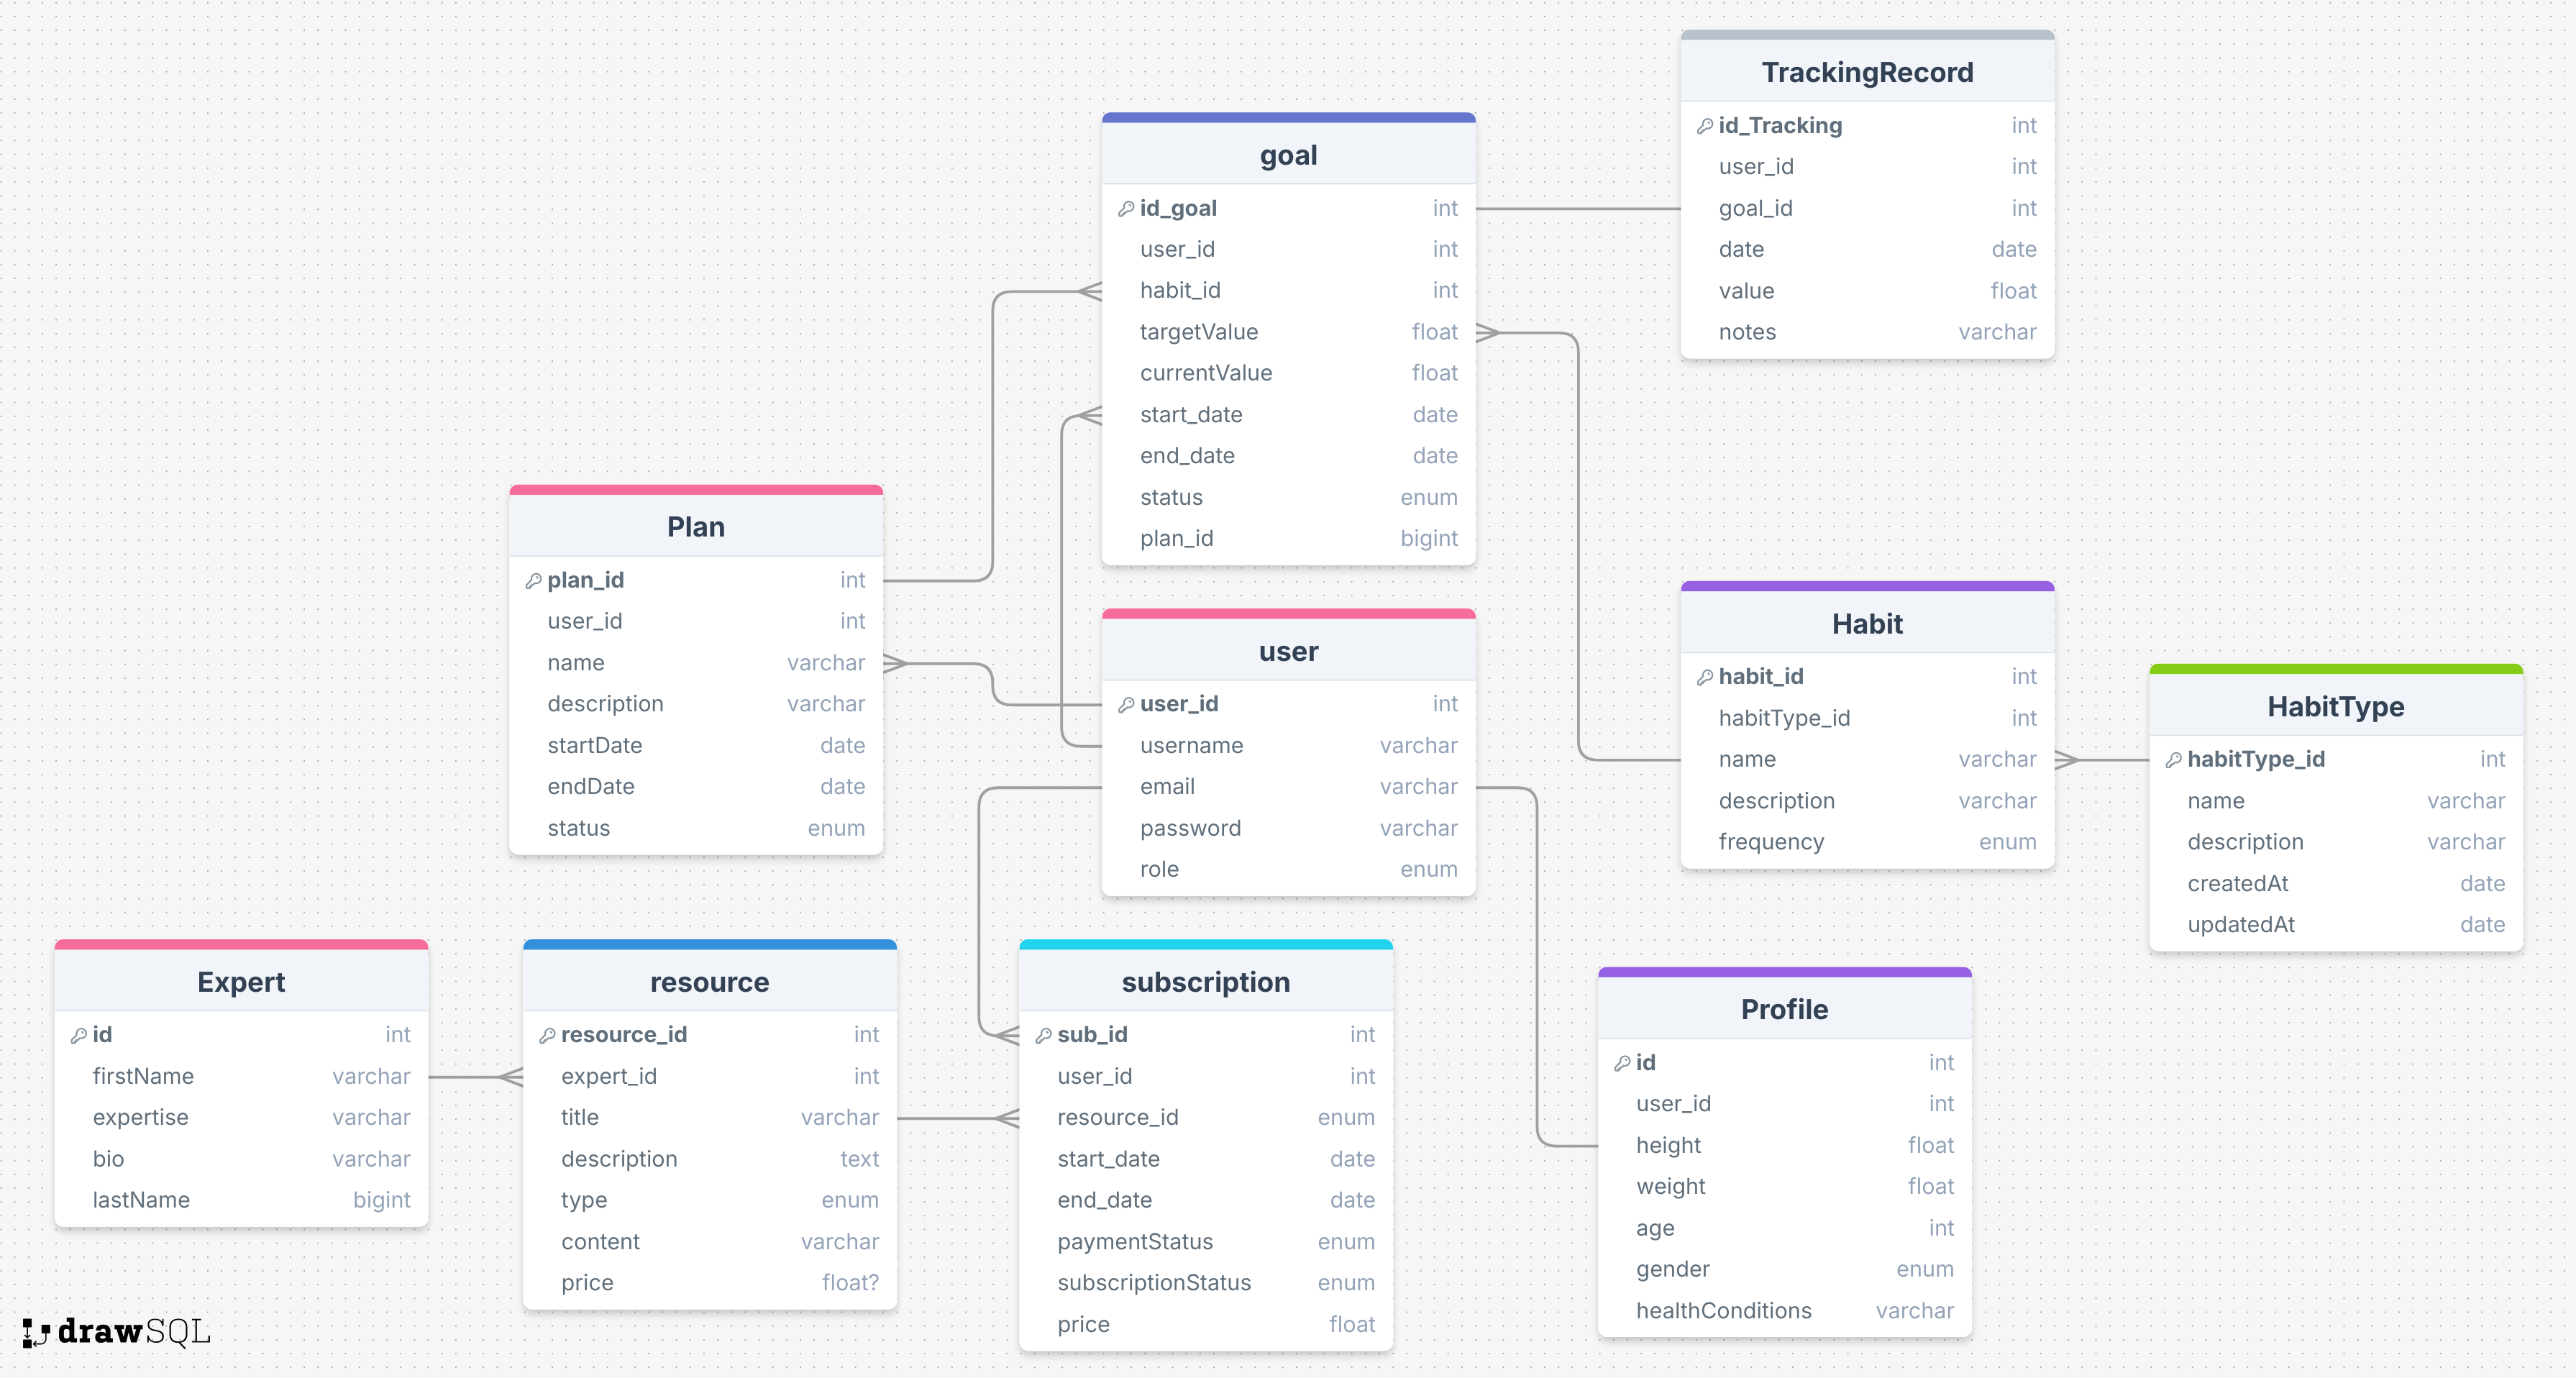 TrackingRecord
id_Tracking int
user_id int
goal_id int
date date
value float
notes varchar
goal
id_goal int
user_id int
habit_id int
targetValue float
currentValue float
start_date date
end_date date
status enum
plan_id bigint
Plan
plan_id int
user_id int
name varchar
description varchar
startDate date
endDate date
status enum
user
user_id int
username varchar
email varchar
password varchar
role enum
Habit
habit_id int
habitType_id int
name varchar
description varchar
frequency enum
HabitType
habitType_id int
name varchar
description varchar
createdAt date
updatedAt date
Expert
id int
firstName varchar
expertise varchar
bio varchar
lastName bigint
resource
resource_id int
expert_id int
title varchar
description text
type enum
content varchar
price float?
subscription
sub_id int
user_id int
resource_id enum
start_date date
end_date date
paymentStatus enum
subscriptionStatus enum
price float
Profile
id int
user_id int
height float
weight float
age int
gender enum
healthConditions varchar
drawSQL